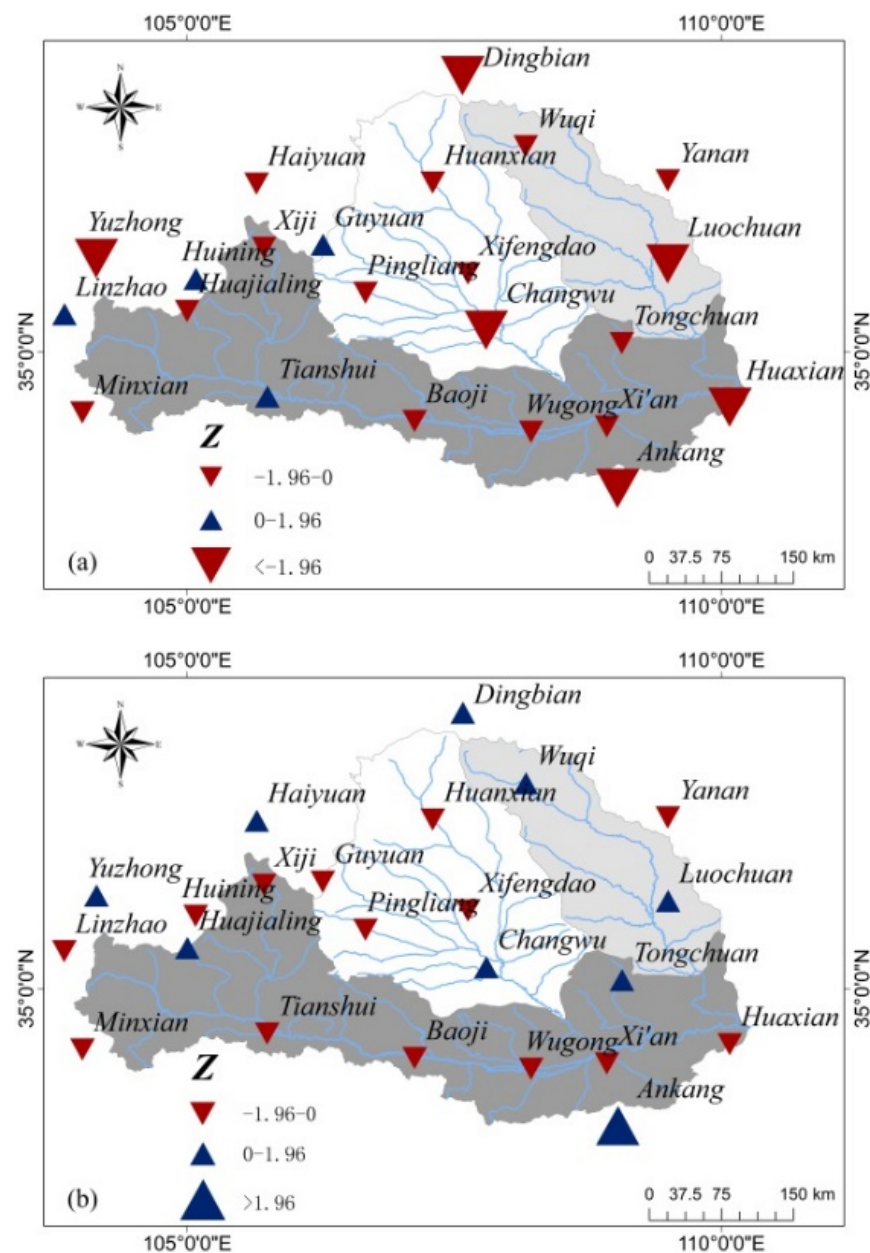 105°0'0"E 110°0'0"E
N
W E
S
Dingbian
Wuqi
Haiyuan Huanxian Yanan
Yuzhong Xiji Guyuan Luochuan
Huining Xifengdao
Linzhao Huajialing Pingliang
Changwu
Tongchuan
35°0'0"N 35°0'0"N
Minxian Tianshui Huaxian
Baoji Wugong Xi'an
Z Ankang
-1.96-0
0-1.96
<-1.96
(a) 0 37.5 75 150 km
105°0'0"E 110°0'0"E
105°0'0"E 110°0'0"E
N
W E
S
Dingbian
Wuqi
Haiyuan Huanxian Yanan
Yuzhong Xiji Guyuan Luochuan
Huining Xifengdao
Linzhao Huajialing Pingliang
Changwu
Tongchuan
35°0'0"N 35°0'0"N
Minxian Tianshui Huaxian
Baoji Wugong Xi'an
Z Ankang
-1.96-0
0-1.96
>1.96
(b) 0 37.5 75 150 km
105°0'0"E 110°0'0"E